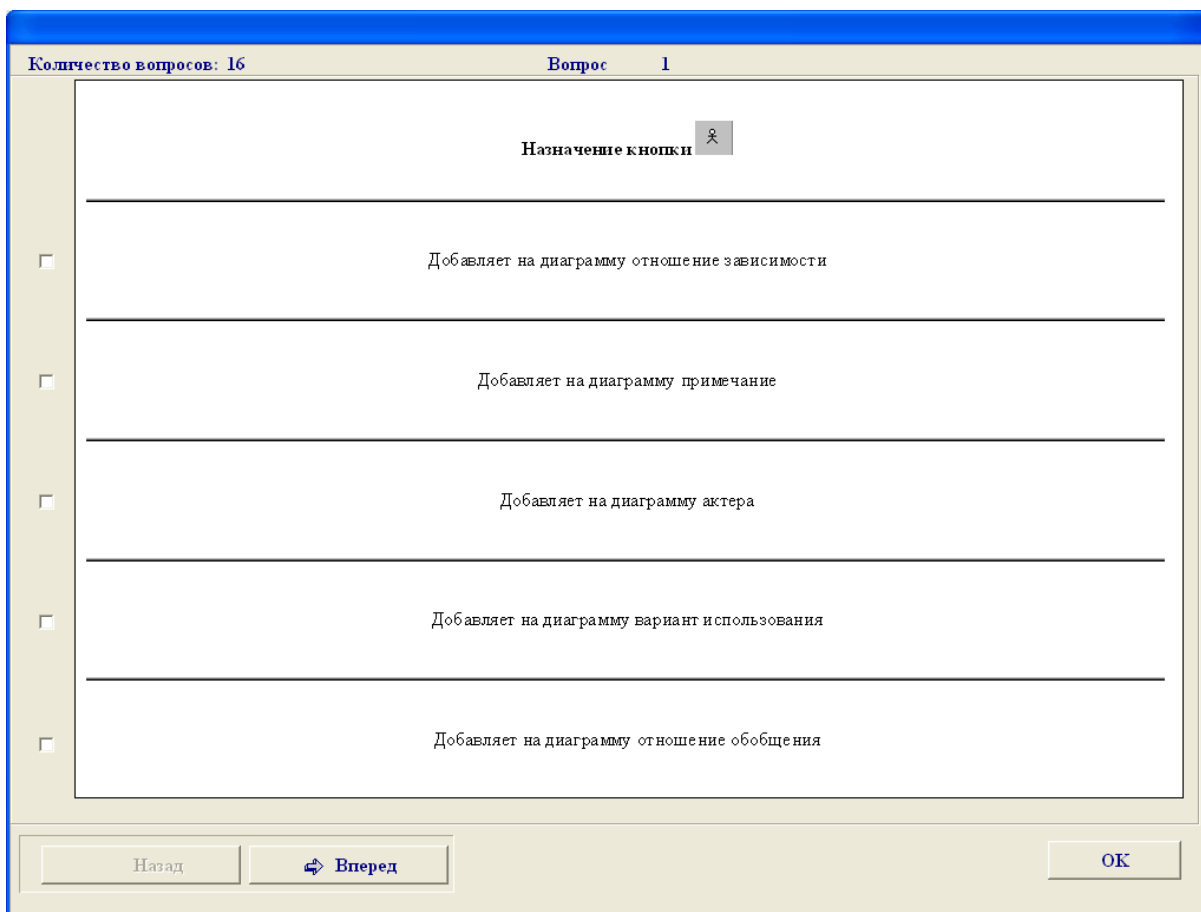 Количество вопросов: 16 Вопрос 1
Назначение кнопки
Добавляет на диаграмму отношение зависимости
Добавляет на диаграмму примечание
Добавляет на диаграмму актера
Добавляет на диаграмму вариант использования
Добавляет на диаграмму отношение обобщения
Назад Вперед OK